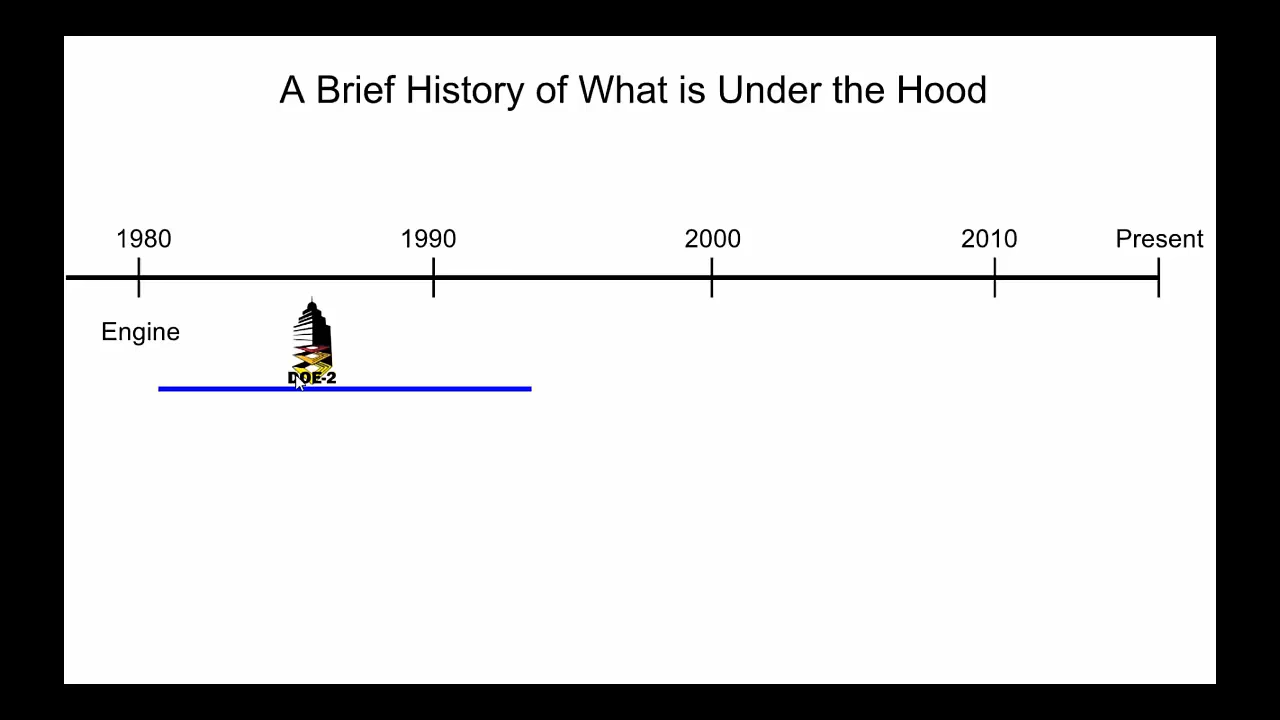 A Brief History of What is Under the Hood
1980 1990 2000 2010 Present
Engine
DOE-2